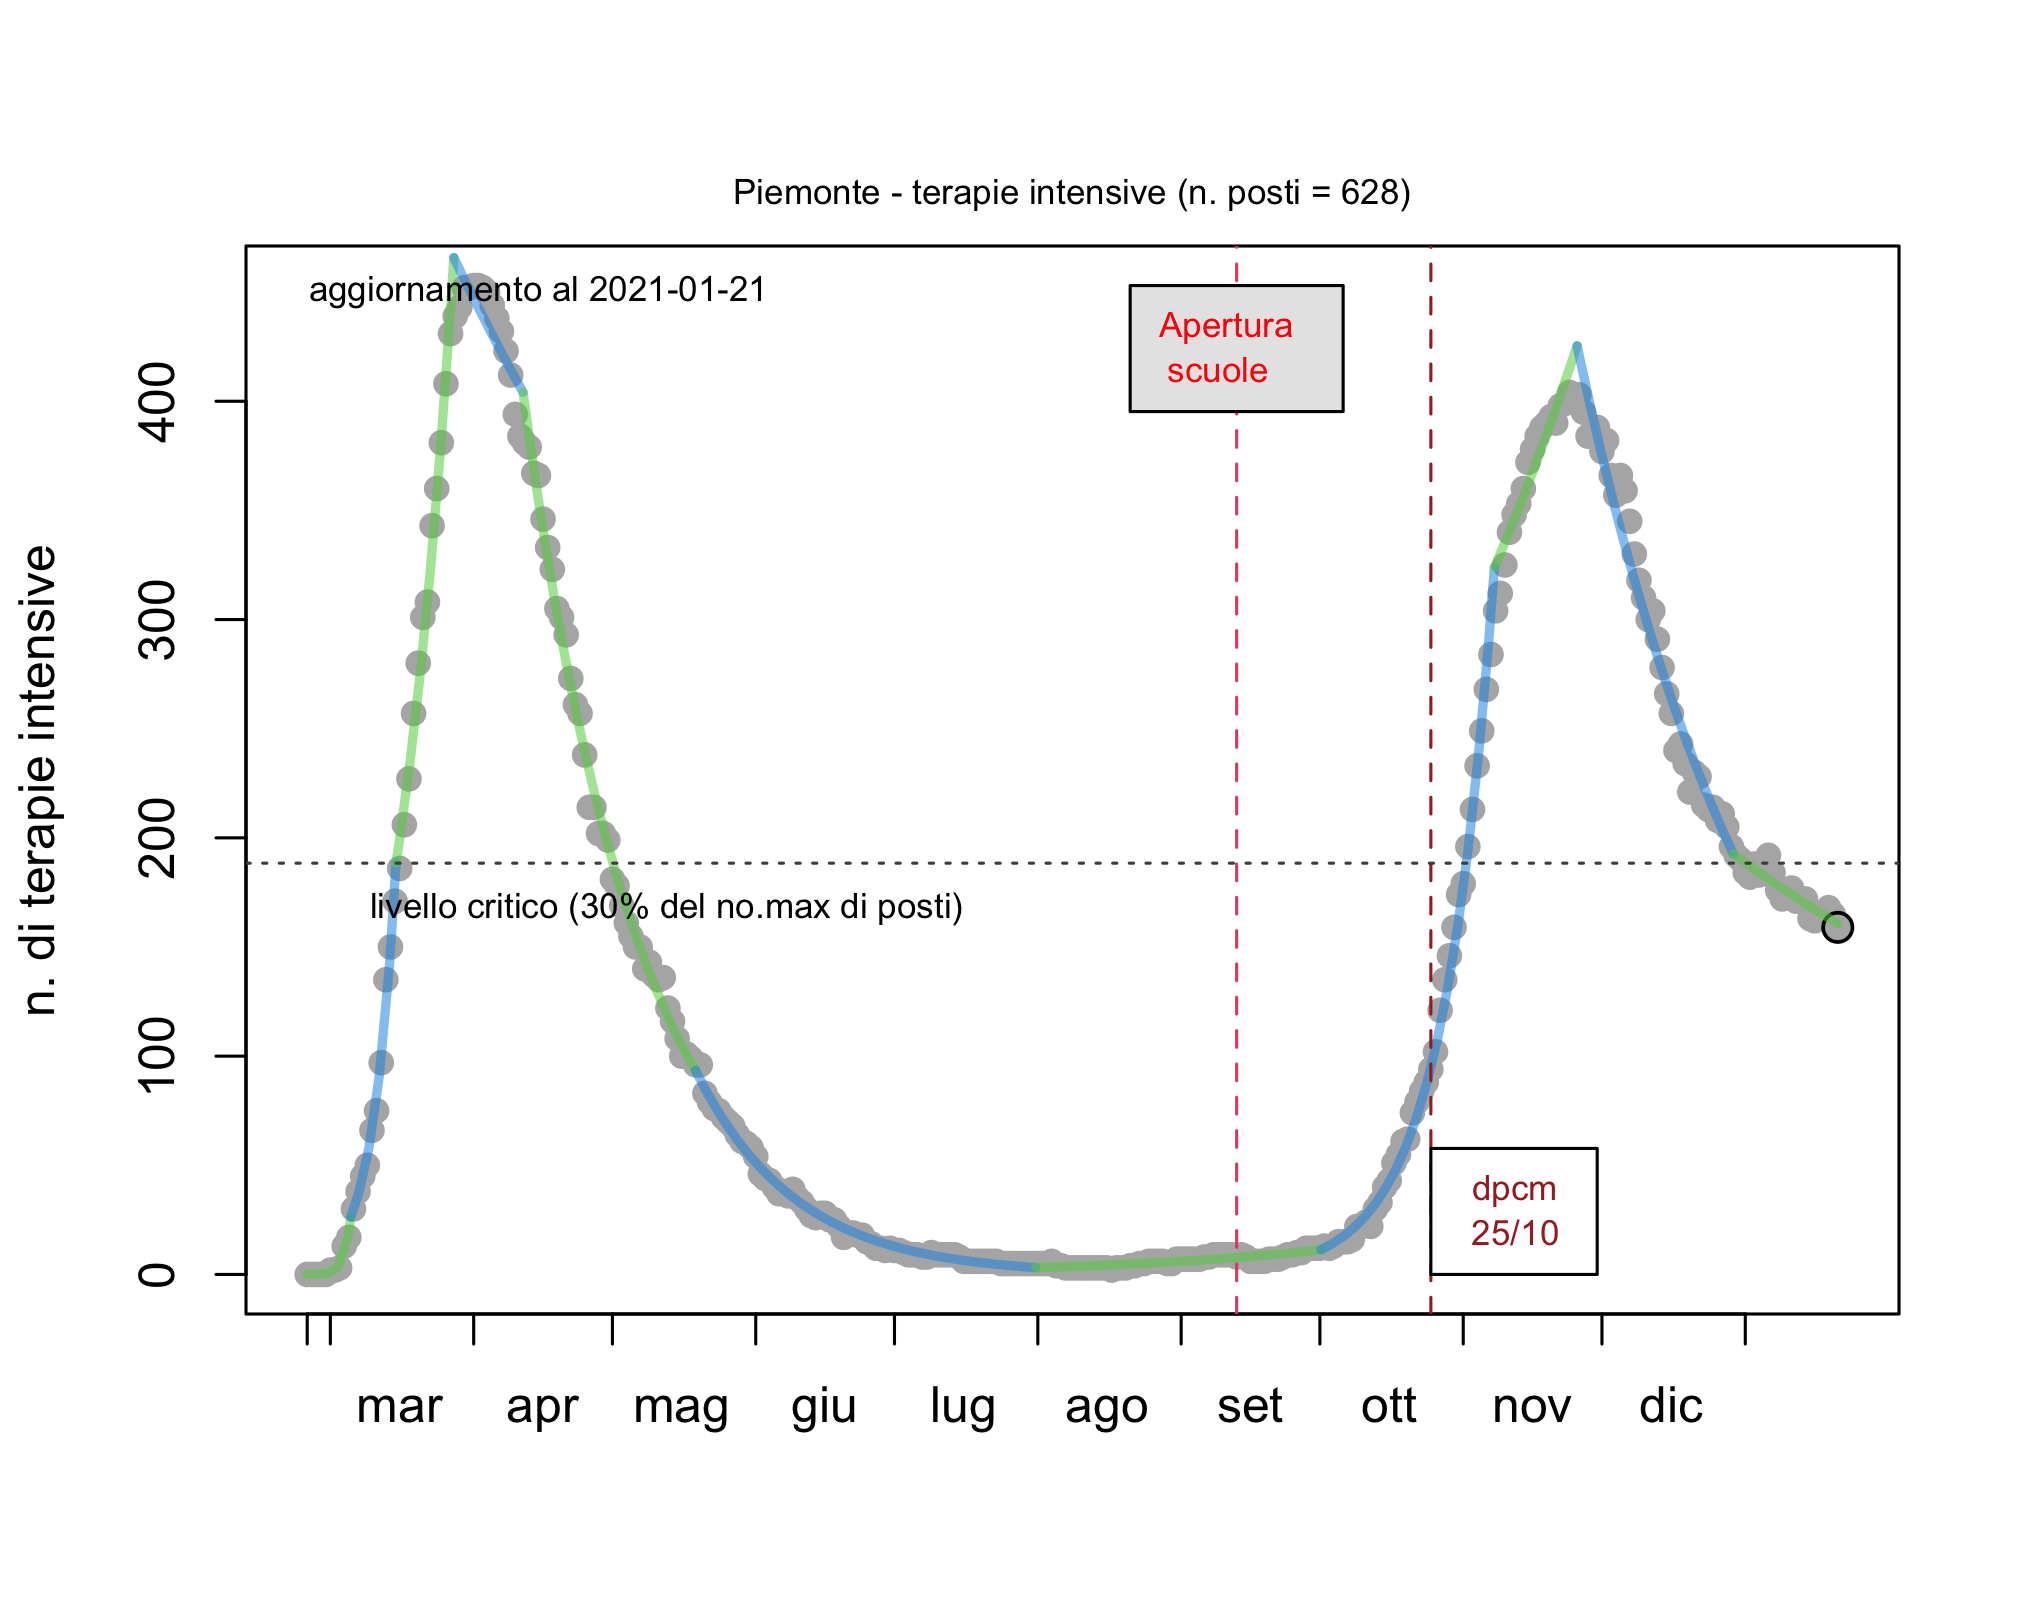 Piemonte - terapie intensive (n. posti = 628)
aggiornamento al 2021-01-21
Apertura
scuole
n. di terapie intensive
400
300
200
100
0
livello critico (30% del no.max di posti)
dpcm
25/10
mar apr mag giu lug ago set ott nov dic